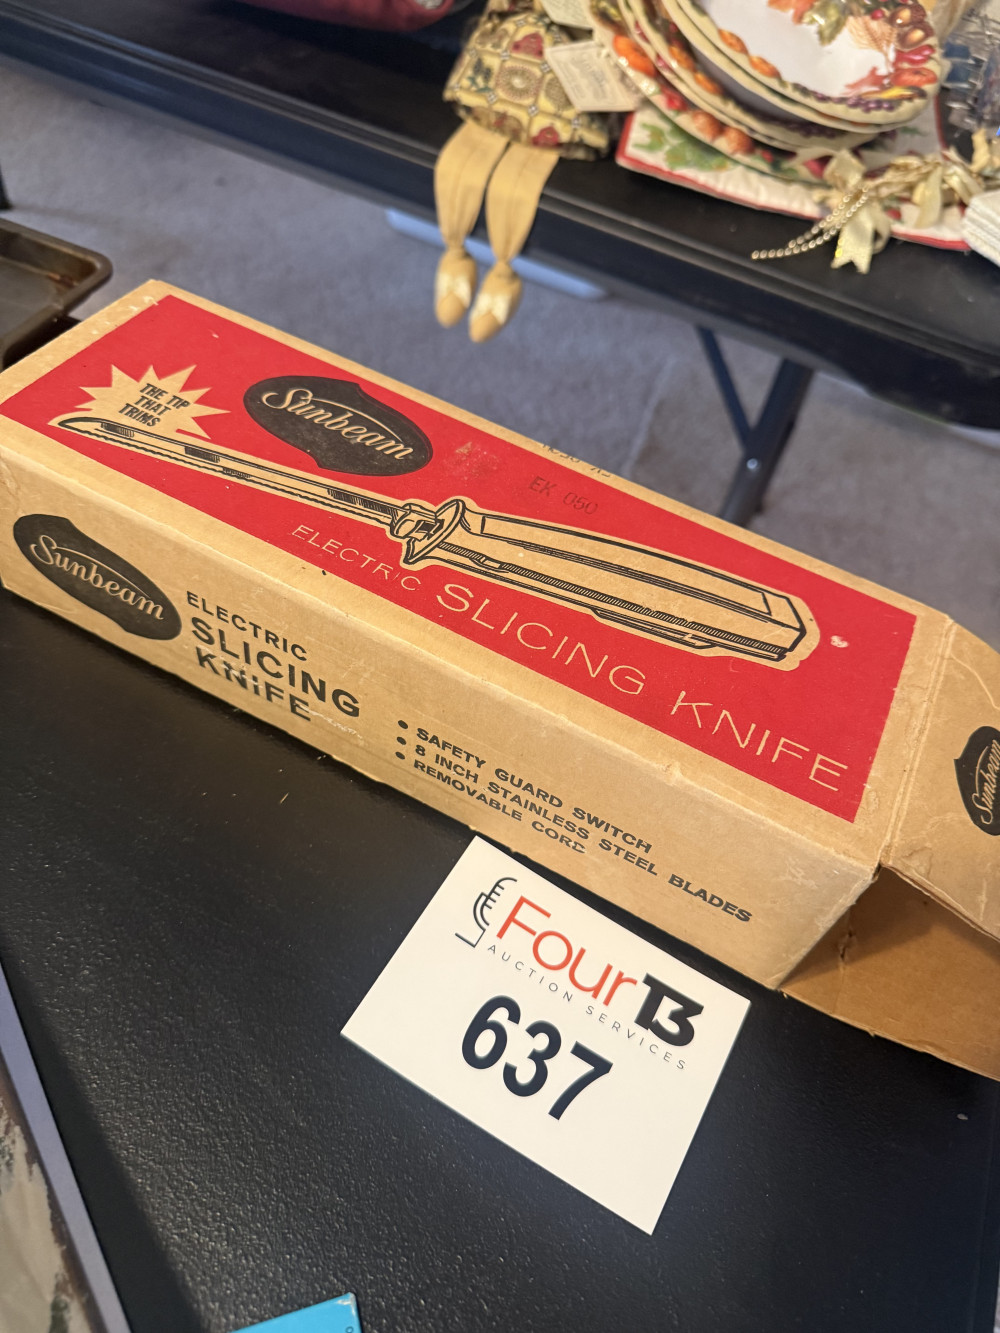 THE TIP
THAT
TRIMS
Sunbeam
EK 050
ELECTRIC SLICING KNIFE
Sunbeam
ELECTRIC
SLICING
KNIFE
• SAFETY GUARD SWITCH
• 8 INCH STAINLESS STEEL BLADES
• REMOVABLE CORD
Sunbeam
Four13
AUCTION SERVICES
637